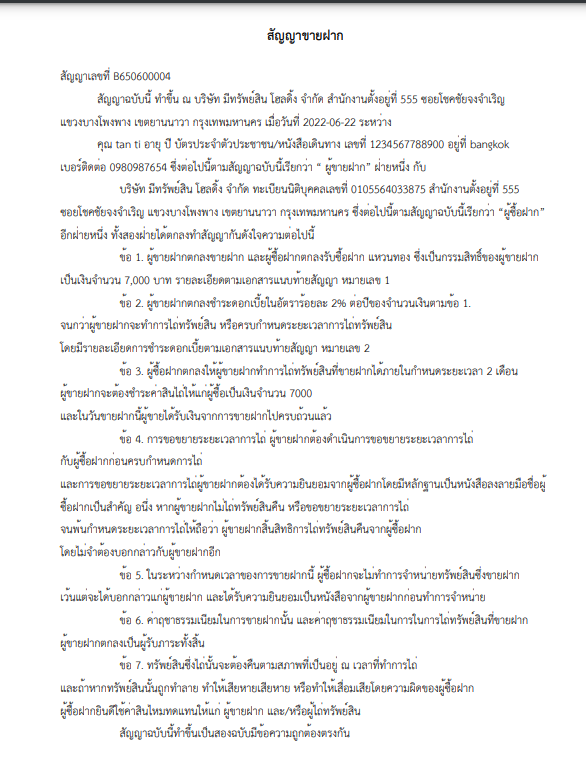 สัญญาขายฝาก
สัญญาเลขที่ B650600004
สัญญาฉบับนี้ ทำขึ้น ณ บริษัท มีทรัพย์สิน โฮลดิ้ง จำกัด สำนักงานตั้งอยู่ที่ 555 ซอยโชคชัยจงจำเริญ
แขวงบางโพงพาง เขตยานนาวา กรุงเทพมหานคร เมื่อวันที่ 2022-06-22 ระหว่าง
คุณ tan ti อายุ ปี บัตรประจำตัวประชาชน/หนังสือเดินทาง เลขที่ 1234567788900 อยู่ที่ bangkok
เบอร์ติดต่อ 0980987654 ซึ่งต่อไปนี้ตามสัญญาฉบับนี้เรียกว่า “ ผู้ขายฝาก” ฝ่ายหนึ่ง กับ
บริษัท มีทรัพย์สิน โฮลดิ้ง จำกัด ทะเบียนนิติบุคคลเลขที่ 0105564033875 สำนักงานตั้งอยู่ที่ 555
ซอยโชคชัยจงจำเริญ แขวงบางโพงพาง เขตยานนาวา กรุงเทพมหานคร ซึ่งต่อไปนี้ตามสัญญาฉบับนี้เรียกว่า “ผู้ซื้อฝาก”
อีกฝ่ายหนึ่ง ทั้งสองฝ่ายได้ตกลงทำสัญญากันดังใจความต่อไปนี้
ข้อ 1. ผู้ขายฝากตกลงขายฝาก และผู้ซื้อฝากตกลงรับซื้อฝาก แหวนทอง ซึ่งเป็นกรรมสิทธิ์ของผู้ขายฝาก
เป็นเงินจำนวน 7,000 บาท รายละเอียดตามเอกสารแนบท้ายสัญญา หมายเลข 1
ข้อ 2. ผู้ขายฝากตกลงชำระดอกเบี้ยในอัตราร้อยละ 2% ต่อปีของจำนวนเงินตามข้อ 1.
จนกว่าผู้ขายฝากจะทำการไถ่ทรัพย์สิน หรือครบกำหนดระยะเวลาการไถ่ทรัพย์สิน
โดยมีรายละเอียดการชำระดอกเบี้ยตามเอกสารแนบท้ายสัญญา หมายเลข 2
ข้อ 3. ผู้ซื้อฝากตกลงให้ผู้ขายฝากทำการไถ่ทรัพย์สินที่ขายฝากได้ภายในกำหนดระยะเวลา 2 เดือน
ผู้ขายฝากจะต้องชำระค่าสินไถ่ให้แก่ผู้ซื้อเป็นเงินจำนวน 7000
และในวันขายฝากนี้ผู้ขายได้รับเงินจากการขายฝากไปครบถ้วนแล้ว
ข้อ 4. การขอขยายระยะเวลาการไถ่ ผู้ขายฝากต้องดำเนินการขอขยายระยะเวลาการไถ่
กับผู้ซื้อฝากก่อนครบกำหนดการไถ่
และการขอขยายระยะเวลาการไถ่ผู้ขายฝากต้องได้รับความยินยอมจากผู้ซื้อฝากโดยมีหลักฐานเป็นหนังสือลงลายมือชื่อผู้
ซื้อฝากเป็นสำคัญ อนึ่ง หากผู้ขายฝากไม่ไถ่ทรัพย์สินคืน หรือขอขยายระยะเวลาการไถ่
จนพ้นกำหนดระยะเวลาการไถ่ให้ถือว่า ผู้ขายฝากสิ้นสิทธิการไถ่ทรัพย์สินคืนจากผู้ซื้อฝาก
โดยไม่จำต้องบอกกล่าวกับผู้ขายฝากอีก
ข้อ 5. ในระหว่างกำหนดเวลาของการขายฝากนี้ ผู้ซื้อฝากจะไม่ทำการจำหน่ายทรัพย์สินซึ่งขายฝาก
เว้นแต่จะได้บอกกล่าวแก่ผู้ขายฝาก และได้รับความยินยอมเป็นหนังสือจากผู้ขายฝากก่อนทำการจำหน่าย
ข้อ 6. ค่าฤชาธรรมเนียมในการขายฝากนั้น และค่าฤชาธรรมเนียมในการในการไถ่ทรัพย์สินที่ขายฝาก
ผู้ขายฝากตกลงเป็นผู้รับภาระทั้งสิ้น
ข้อ 7. ทรัพย์สินซึ่งไถ่นั้นจะต้องคืนตามสภาพที่เป็นอยู่ ณ เวลาที่ทำการไถ่
และถ้าหากทรัพย์สินนั้นถูกทำลาย ทำให้เสียหายเสียหาย หรือทำให้เสื่อมเสียโดยความผิดของผู้ซื้อฝาก
ผู้ซื้อฝากยินดีใช้ค่าสินไหมทดแทนให้แก่ ผู้ขายฝาก และ/หรือผู้ไถ่ทรัพย์สิน
สัญญาฉบับนี้ทำขึ้นเป็นสองฉบับมีข้อความถูกต้องตรงกัน